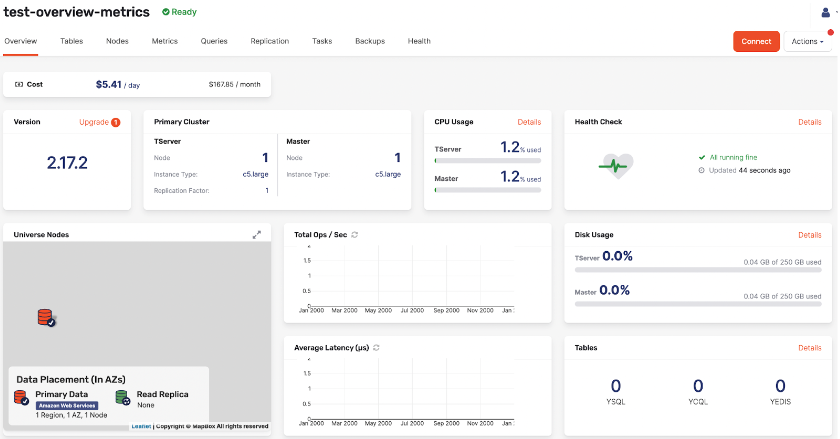 test-overview-metrics Ready
Overview Tables Nodes Metrics Queries Replication Tasks Backups Health Connect Actions
Cost $5.41 / day $167.85 / month
Version Upgrade 1
2.17.2
Primary Cluster
TServer
Node 1
Instance Type: c5.large
Replication Factor: 1
Master
Node 1
Instance Type: c5.large
CPU Usage Details
TServer 1.2% used
Master 1.2% used
Health Check Details
All running fine
Updated 44 seconds ago
Universe Nodes
Data Placement (In AZs)
Primary Data
Amazon Web Services
1 Region, 1 AZ, 1 Node
Read Replica
None
Leaflet | Copyright © MapBox All rights reserved
Total Ops / Sec
2
1.5
1
0.5
0
Jan 2000 Mar 2000 May 2000 Jul 2000 Sep 2000 Nov 2000 Jan
Disk Usage Details
TServer 0.0% 0.04 GB of 250 GB used
Master 0.0% 0.04 GB of 250 GB used
Average Latency (μs)
2
1.5
1
0.5
0
Jan 2000 Mar 2000 May 2000 Jul 2000 Sep 2000 Nov 2000 Jan
Tables Details
0 0 0
YSQL YCQL YEDIS